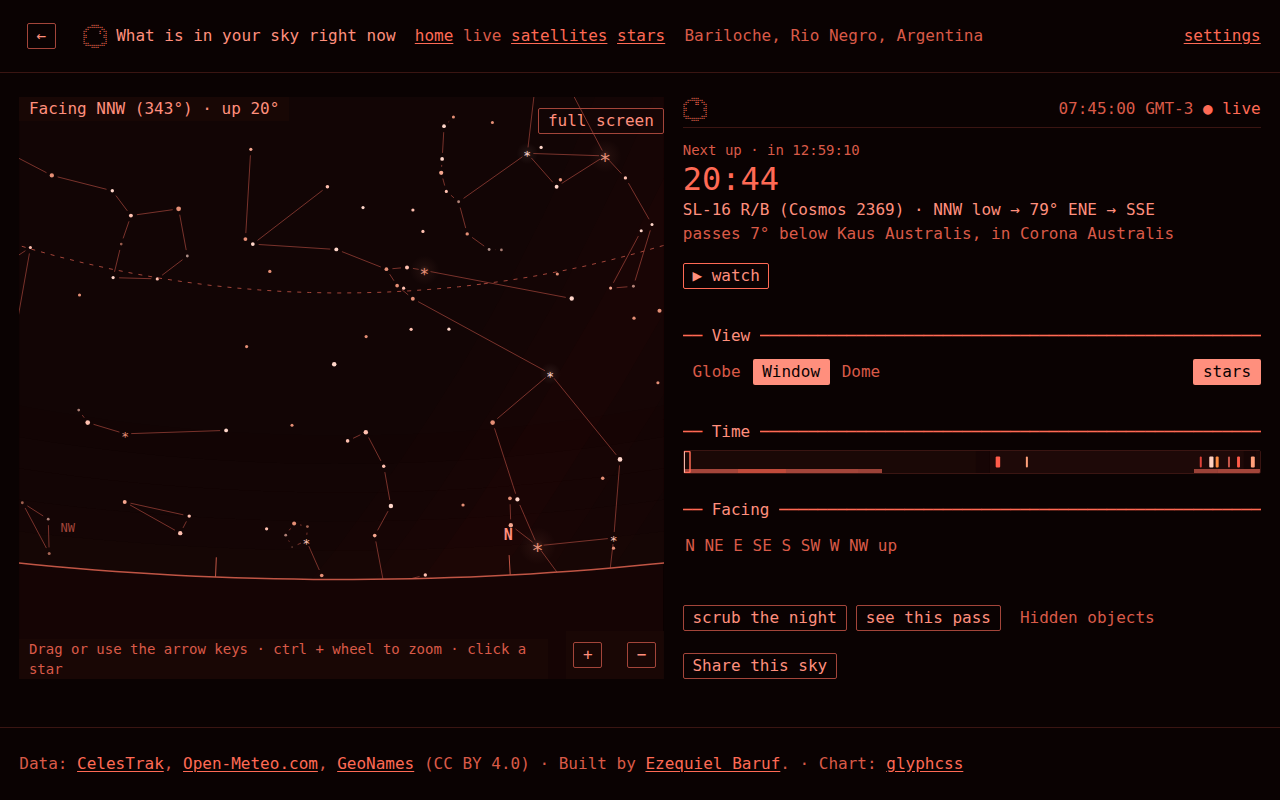 ←
What is in your sky right now home live satellites stars Bariloche, Rio Negro, Argentina settings
Facing NNW (343°) · up 20°
full screen
07:45:00 GMT-3 ● live
Next up · in 12:59:10
20:44
SL-16 R/B (Cosmos 2369) · NNW low → 79° ENE → SSE
passes 7° below Kaus Australis, in Corona Australis
▶ watch
View
Globe Window Dome stars
Time
Facing
N NE E SE S SW W NW up
NW
N
scrub the night see this pass Hidden objects
Share this sky
Drag or use the arrow keys · ctrl + wheel to zoom · click a
star
+ −
Data: CelesTrak, Open-Meteo.com, GeoNames (CC BY 4.0) · Built by Ezequiel Baruf. · Chart: glyphcss